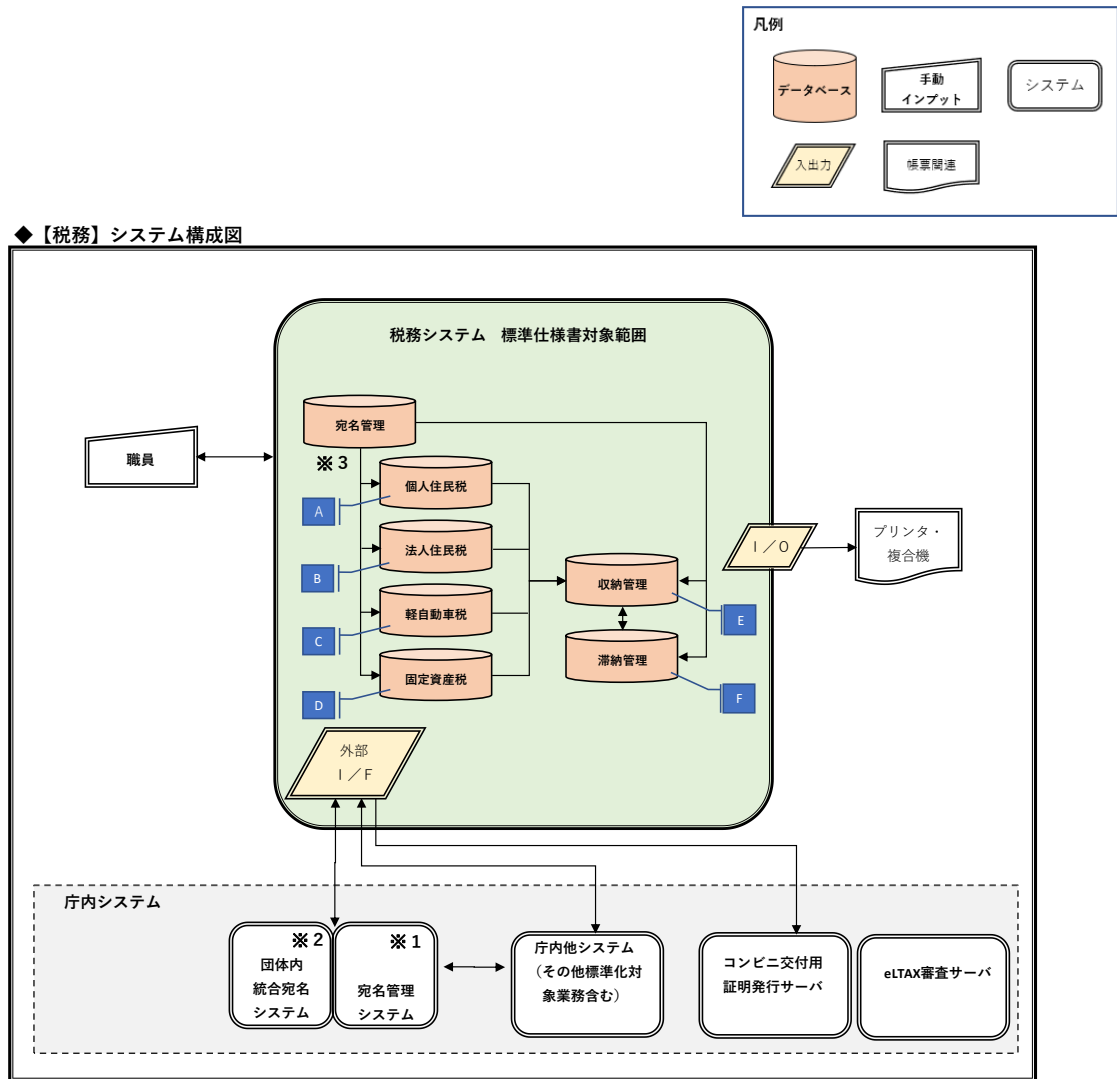 凡例
データベース
手動
インプット
システム
入出力
帳票関連
◆【税務】システム構成図
税務システム　標準仕様書対象範囲
宛名管理
※３
職員
個人住民税
A
法人住民税
B
軽自動車税
C
固定資産税
D
収納管理
E
滞納管理
F
Ｉ／Ｏ
プリンタ・
複合機
外部
Ｉ／Ｆ
庁内システム
※２
団体内
統合宛名
システム
※１
宛名管理
システム
庁内他システム
（その他標準化対
象業務含む）
コンビニ交付用
証明発行サーバ
eLTAX審査サーバ